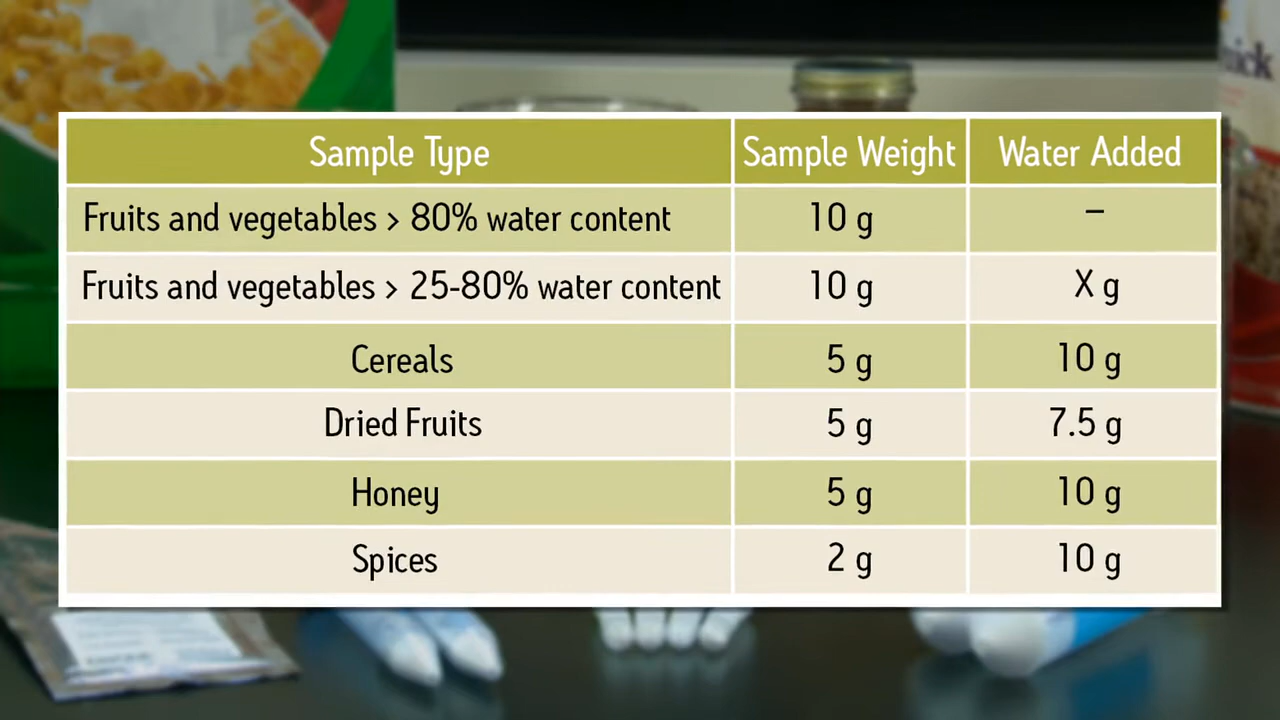 Sample Type Sample Weight Water Added
Fruits and vegetables > 80% water content 10 g –
Fruits and vegetables > 25-80% water content 10 g X g
Cereals 5 g 10 g
Dried Fruits 5 g 7.5 g
Honey 5 g 10 g
Spices 2 g 10 g